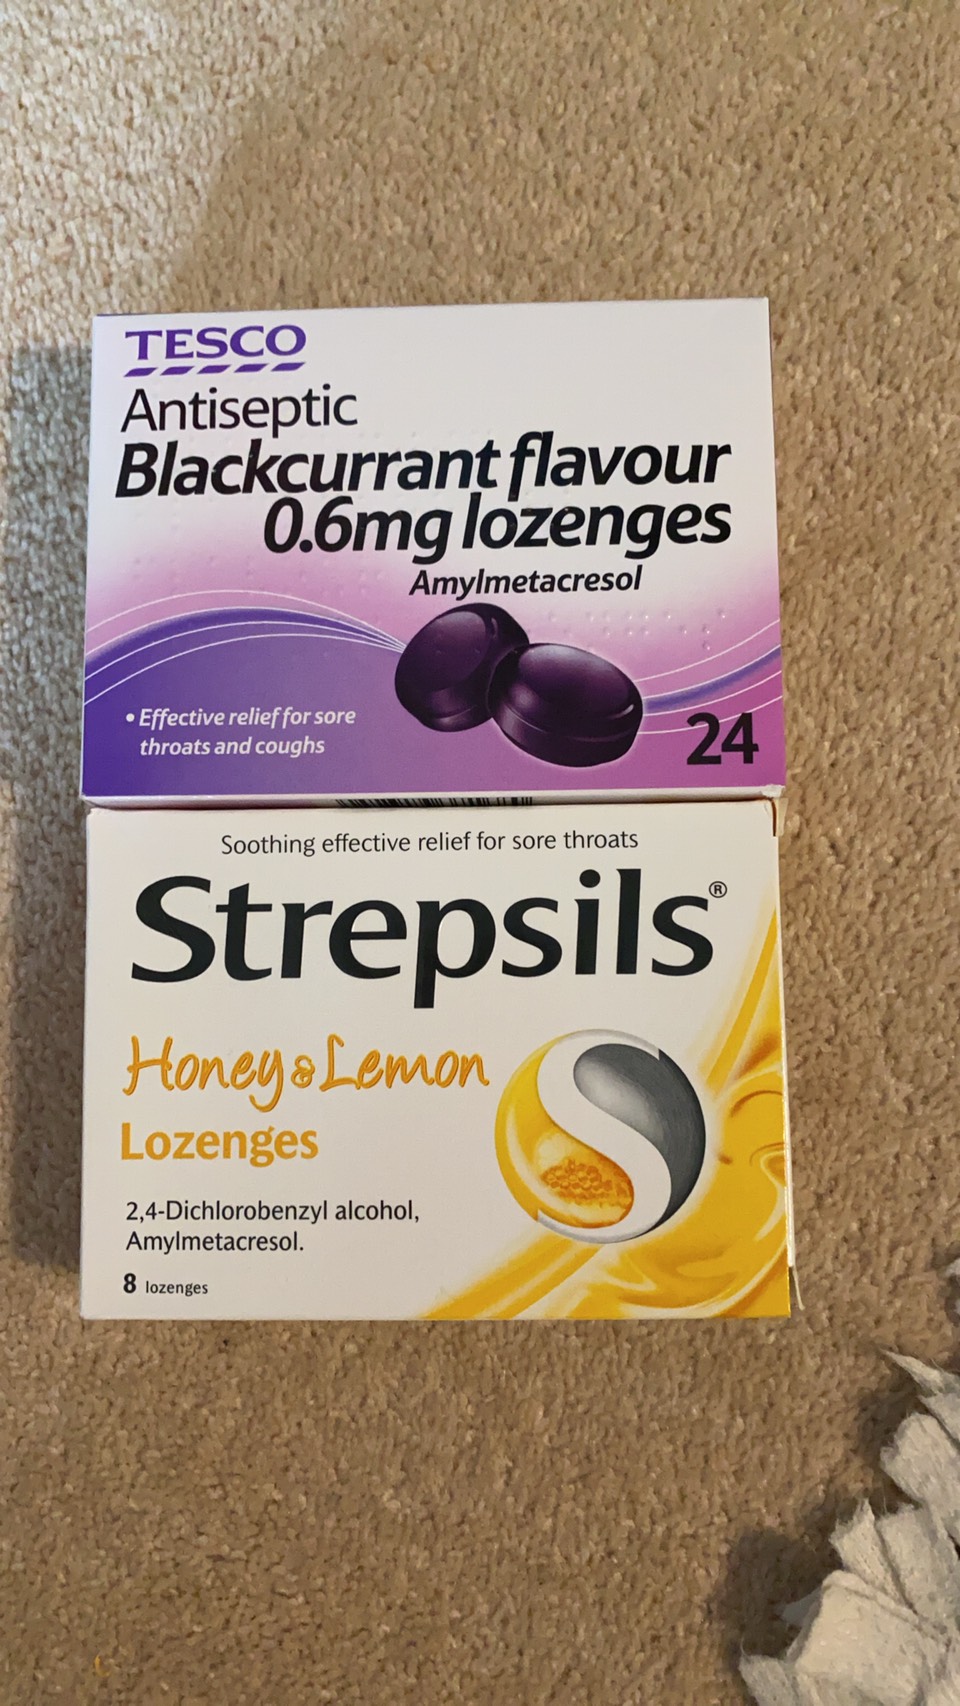 TESCO
Antiseptic
Blackcurrant flavour
0.6mg lozenges
Amylmetacresol
• Effective relief for sore
throats and coughs
24
Soothing effective relief for sore throats
Strepsils®
Honey & Lemon
Lozenges
2,4-Dichlorobenzyl alcohol,
Amylmetacresol.
8 lozenges